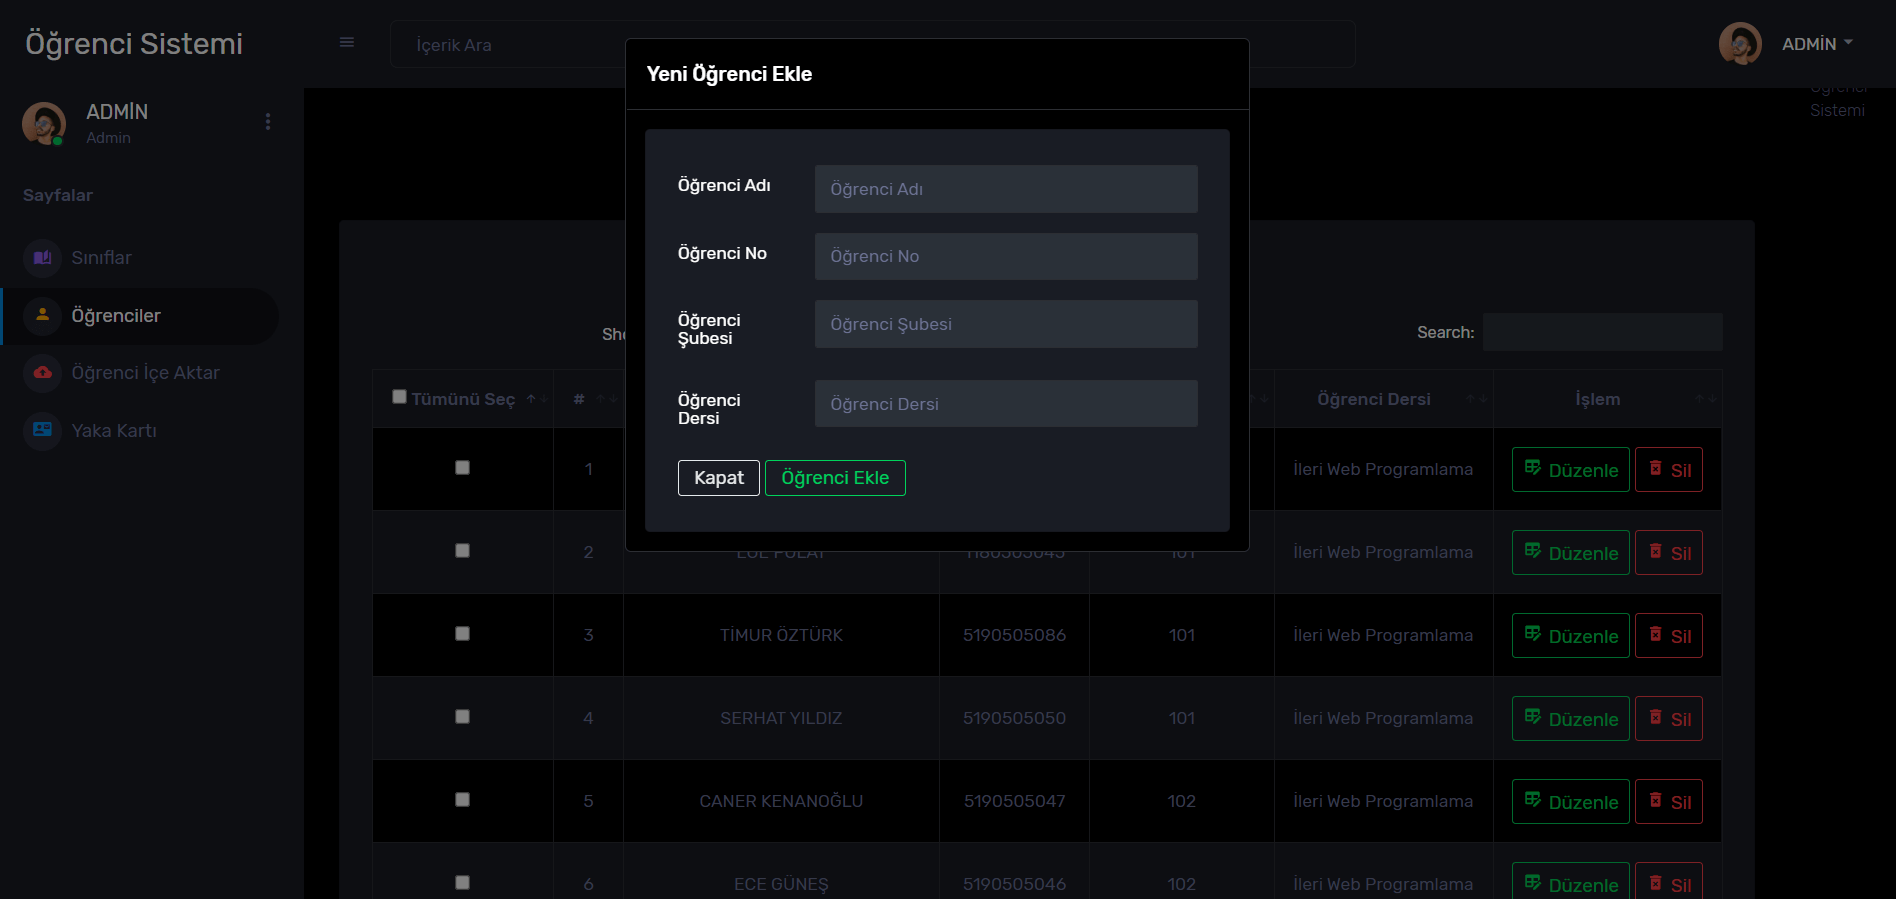 Öğrenci Sistemi
İçerik Ara
ADMİN
ADMİN
Admin
Öğrenci
Sistemi
Sayfalar
Sınıflar
Öğrenciler
Öğrenci İçe Aktar
Yaka Kartı
Yeni Öğrenci Ekle
Öğrenci Adı
Öğrenci Adı
Öğrenci No
Öğrenci No
Öğrenci
Şubesi
Öğrenci Şubesi
Öğrenci
Dersi
Öğrenci Dersi
Kapat Öğrenci Ekle
Search:
Tümünü Seç # Öğrenci Dersi İşlem
1 İleri Web Programlama Düzenle Sil
2 İleri Web Programlama Düzenle Sil
3 TİMUR ÖZTÜRK 5190505086 101 İleri Web Programlama Düzenle Sil
4 SERHAT YILDIZ 5190505050 101 İleri Web Programlama Düzenle Sil
5 CANER KENANOĞLU 5190505047 102 İleri Web Programlama Düzenle Sil
6 ECE GÜNEŞ 5190505046 102 İleri Web Programlama Düzenle Sil